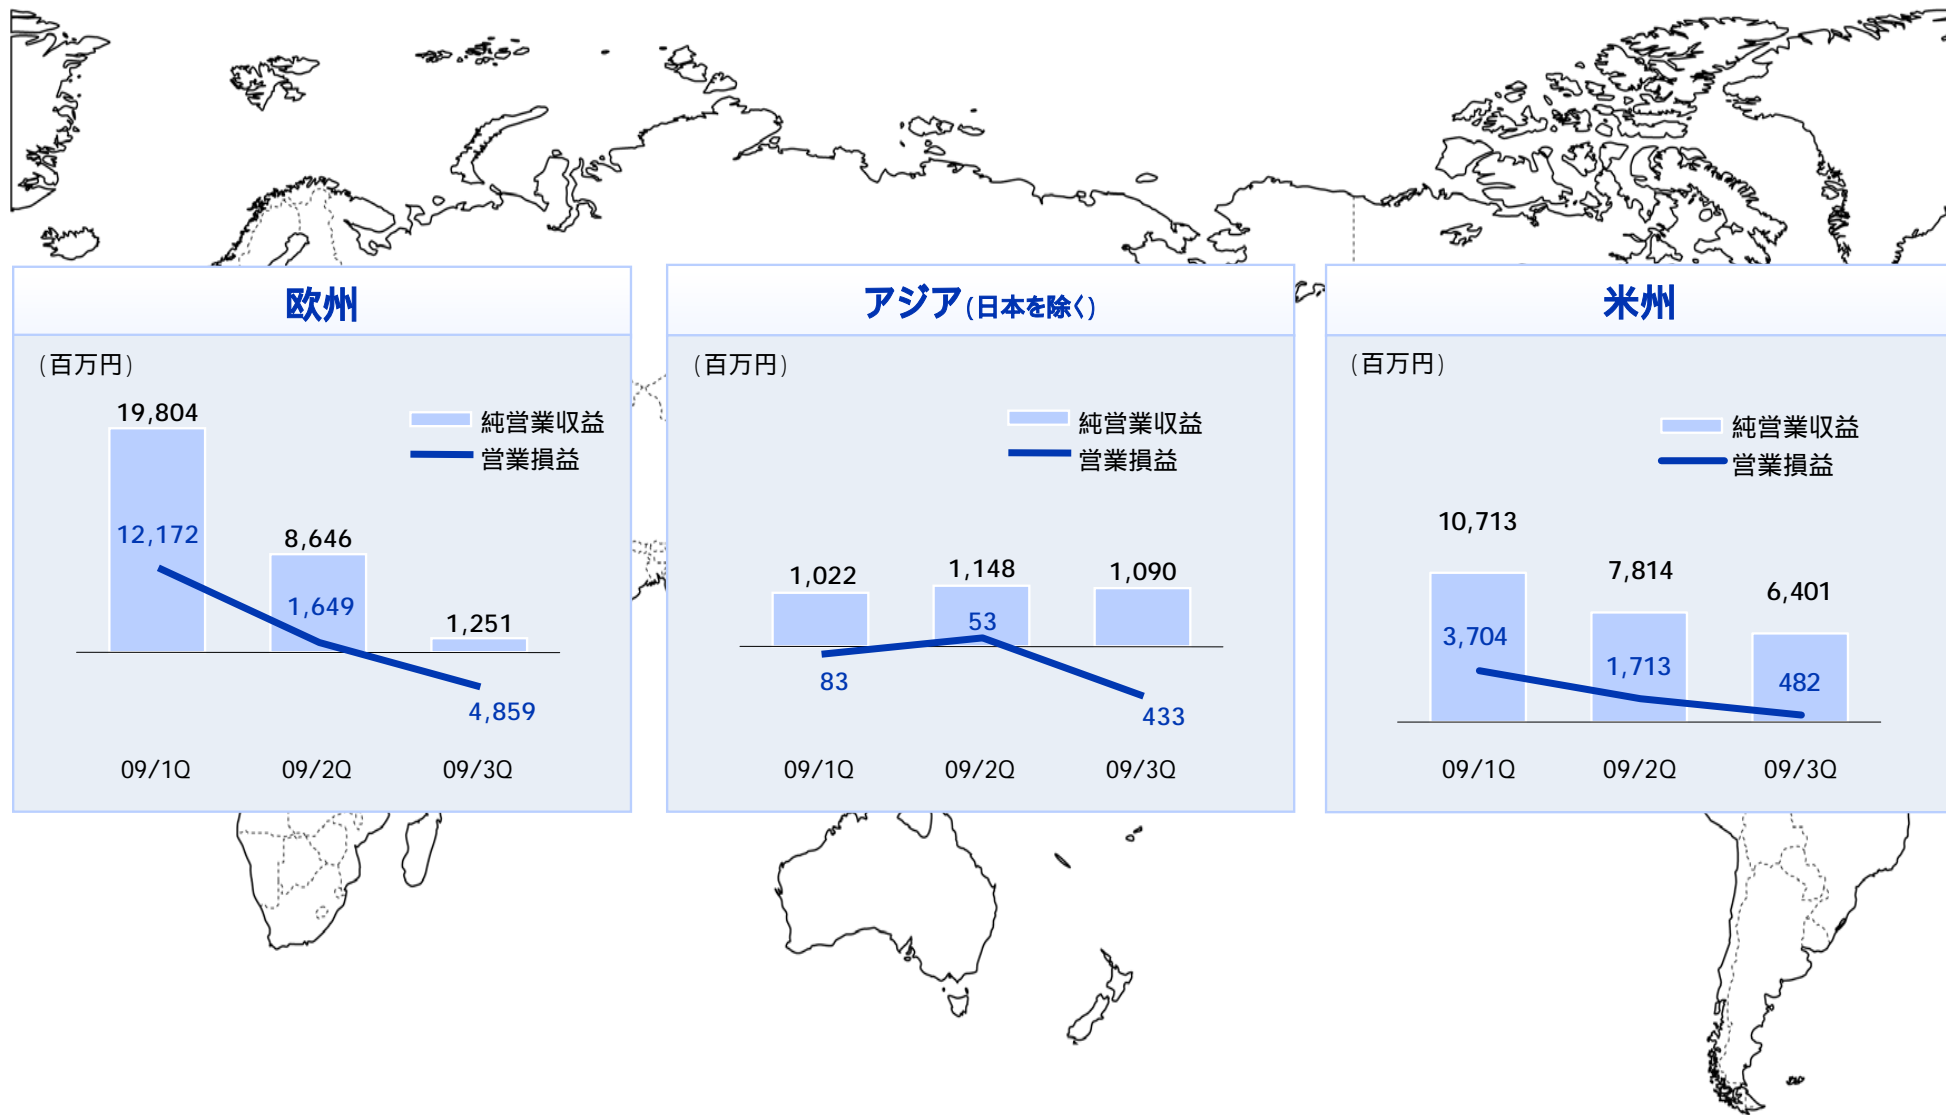 欧州
(百万円)
純営業収益
営業損益
19,804
8,646
1,251
12,172
1,649
4,859
09/1Q 09/2Q 09/3Q
アジア(日本を除く)
(百万円)
純営業収益
営業損益
1,022
1,148
1,090
83
53
433
09/1Q 09/2Q 09/3Q
米州
(百万円)
純営業収益
営業損益
10,713
7,814
6,401
3,704
1,713
482
09/1Q 09/2Q 09/3Q